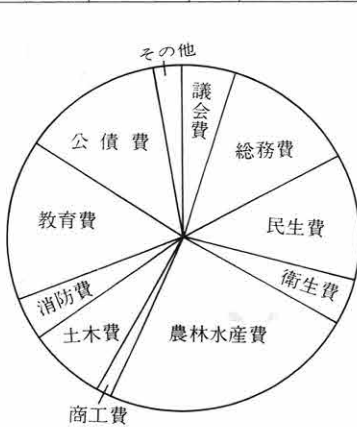 その他
議会費
総務費
公債費
民生費
教育費
衛生費
消防費
土木費
農林水産費
商工費